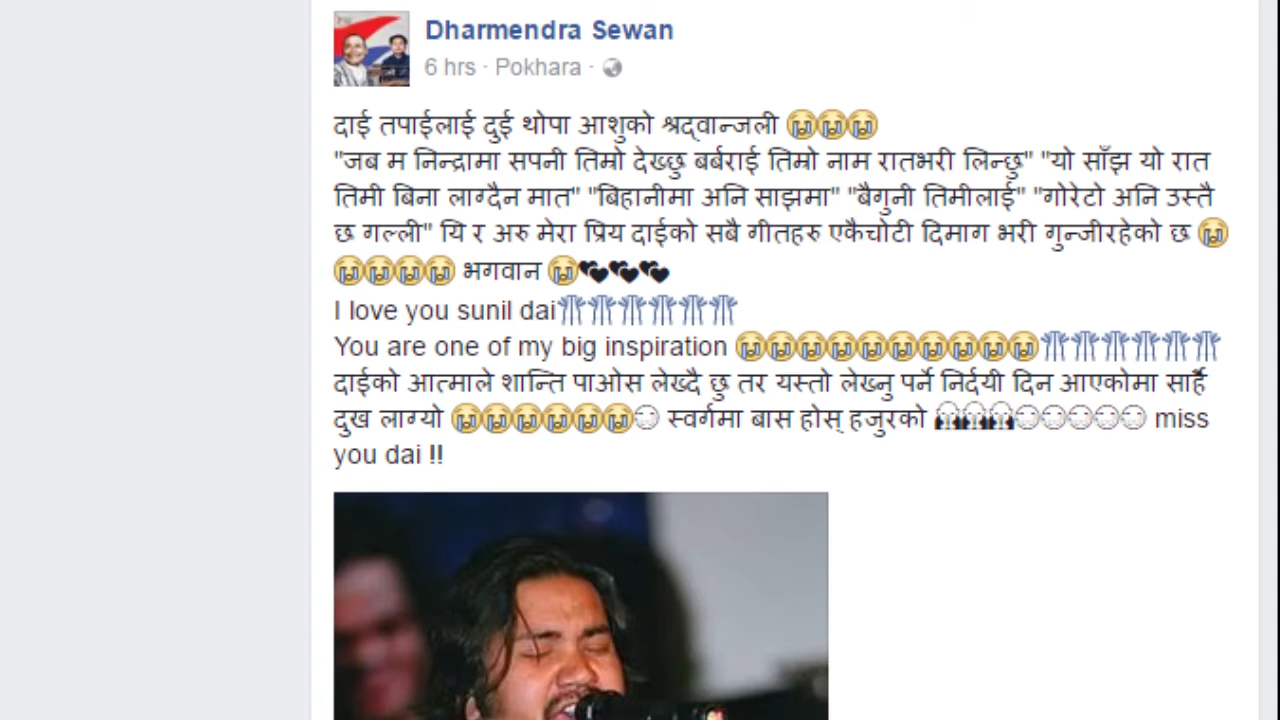 Dharmendra Sewan
6 hrs · Pokhara ·
दाई तपाईलाई दुई थोपा आशुको श्रद्वान्जली 😭😭😭
"जब म निन्द्रामा सपनी तिम्रो देख्छु बर्बराई तिम्रो नाम रातभरी लिन्छु" "यो साँझ यो रात
तिमी बिना लाग्दैन मात" "बिहानीमा अनि साझमा" "बैगुनी तिमीलाई" "गोरेटो अनि उस्तै
छ गल्ली" यि र अरु मेरा प्रिय दाईको सबै गीतहरु एकैचोटी दिमाग भरी गुन्जीरहेको छ 😭
😭😭😭😭 भगवान 😭💕💕💕
I love you sunil dai
You are one of my big inspiration 😭😭😭😭😭😭😭😭😭😭
दाईको आत्माले शान्ति पाओस लेख्दै छु तर यस्तो लेख्नु पर्ने निर्दयी दिन आएकोमा सार्है
दुख लाग्यो 😭😭😭😭😭😭 स्वर्गमा बास होस् हजुरको miss
you dai !!